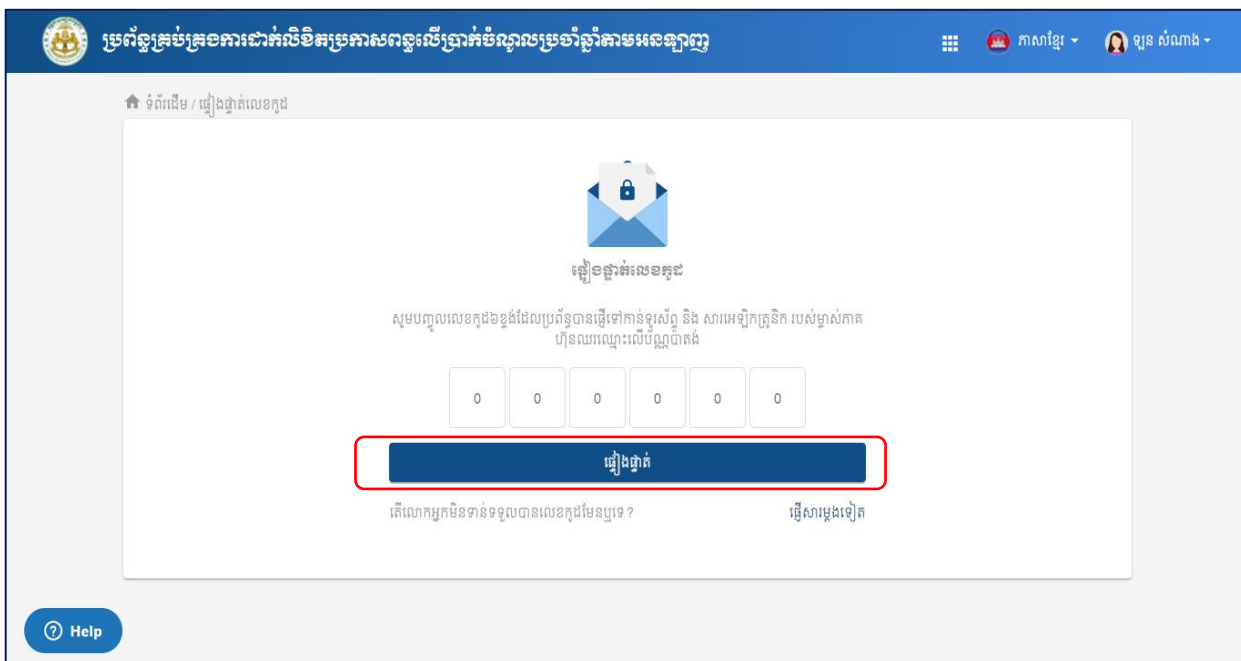 ប្រព័ន្ធគ្រប់គ្រងការដាក់លិខិតប្រកាសពន្ធលើប្រាក់ចំណូលប្រចាំឆ្នាំតាមអនឡាញ
ភាសាខ្មែរ
ឡុន សំណាង
ទំព័រដើម / ផ្ទៀងផ្ទាត់លេខកូដ
ផ្ទៀងផ្ទាត់លេខកូដ
សូមបញ្ចូលលេខកូដ៦ខ្ទង់ដែលប្រព័ន្ធបានផ្ញើទៅកាន់ទូរស័ព្ទ និង សារអេឡិកត្រូនិក របស់ម្ចាស់ភាគ
ហ៊ុនឈរឈ្មោះលើប័ណ្ណប៉ាតង់
0 0 0 0 0 0
ផ្ទៀងផ្ទាត់
តើលោកអ្នកមិនទាន់ទទួលបានលេខកូដមែនឬទេ? ផ្ញើសារម្តងទៀត
Help